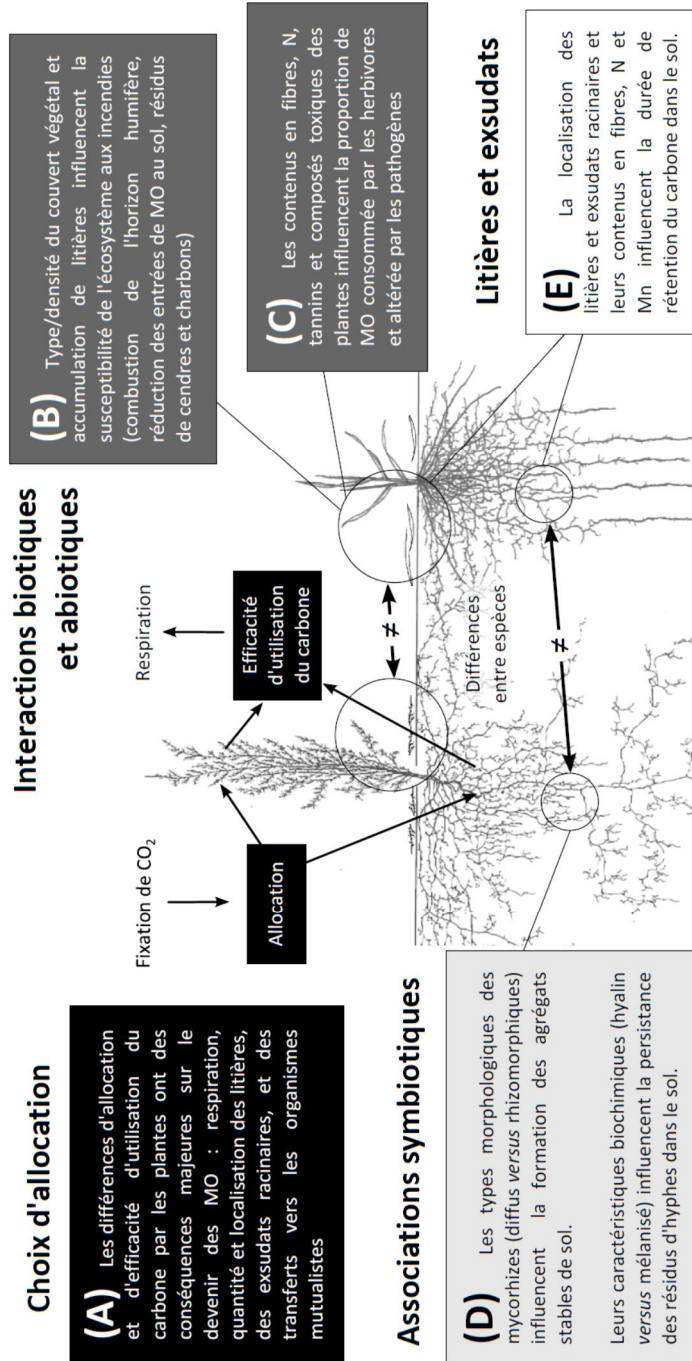 Choix d'allocation
(A) Les différences d'allocation
et d'efficacité d'utilisation du
carbone par les plantes ont des
conséquences majeures sur le
devenir des MO : respiration,
quantité et localisation des litières,
des exsudats racinaires, et des
transferts vers les organismes
mutualistes
Fixation de CO₂
Allocation
Respiration
Efficacité
d'utilisation
du carbone
Interactions biotiques
et abiotiques
(B) Type/densité du couvert végétal et
accumulation de litières influencent la
susceptibilité de l'écosystème aux incendies
(combustion de l'horizon humifère,
réduction des entrées de MO au sol, résidus
de cendres et charbons)
(C) Les contenus en fibres, N,
tannins et composés toxiques des
plantes influencent la proportion de
MO consommée par les herbivores
et altérée par les pathogènes
≠
Différences
entre espèces
≠
Associations symbiotiques
(D) Les types morphologiques des
mycorhizes (diffus versus rhizomorphiques)
influencent la formation des agrégats
stables de sol.
Leurs caractéristiques biochimiques (hyalin
versus mélanisé) influencent la persistance
des résidus d'hyphes dans le sol.
Litières et exsudats
(E) La localisation des
litières et exsudats racinaires et
leurs contenus en fibres, N et
Mn influencent la durée de
rétention du carbone dans le sol.